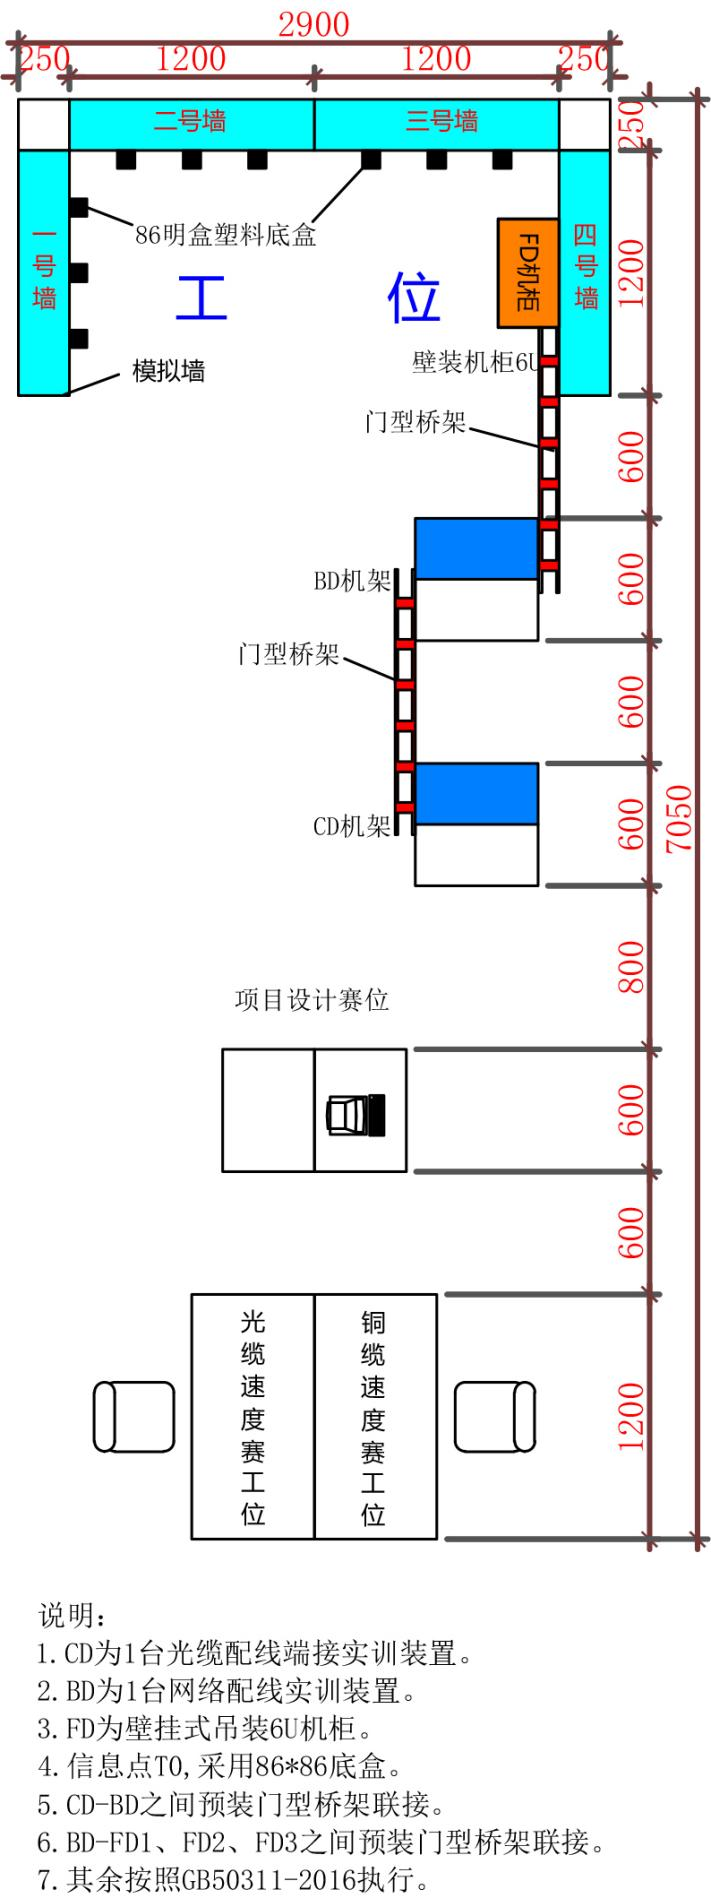 2900
250
1200
1200
250
二号墙
三号墙
250
86明盒塑料底盒
一号墙
四号墙
FD机柜
工
位
1200
模拟墙
壁装机柜6U
门型桥架
600
BD机架
600
门型桥架
600
CD机架
600
7050
800
项目设计赛位
600
600
光缆速度赛工位
铜缆速度赛工位
1200
说明:
1.CD为1台光缆配线端接实训装置。
2.BD为1台网络配线实训装置。
3.FD为壁挂式吊装6U机柜。
4.信息点TO,采用86*86底盒。
5.CD-BD之间预装门型桥架联接。
6.BD-FD1、FD2、FD3之间预装门型桥架联接。
7.其余按照GB50311-2016执行。